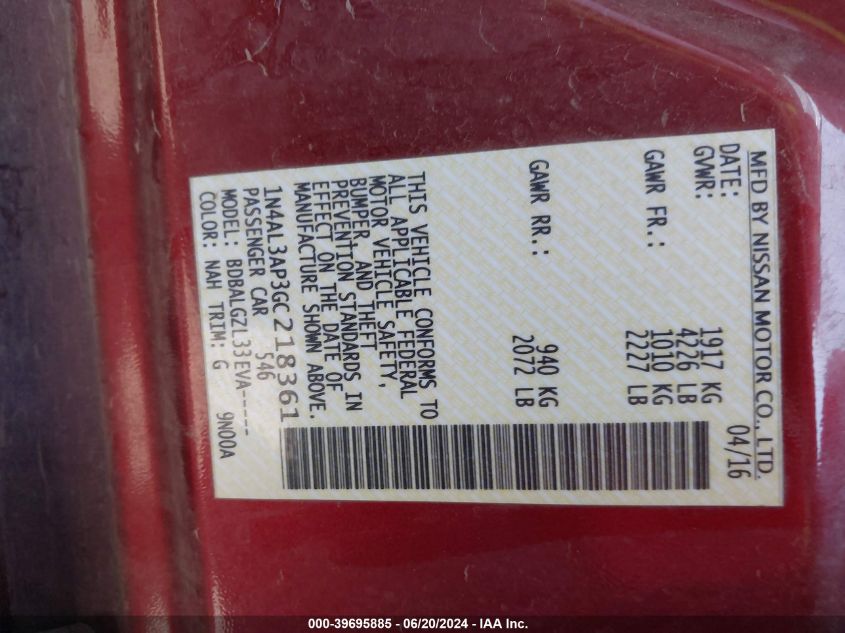 MFD BY NISSAN MOTOR CO., LTD.
DATE: 04/16
GVWR: 1917 KG
4226 LB
GAWR FR.: 1010 KG
2227 LB
GAWR RR.: 940 KG
2072 LB
THIS VEHICLE CONFORMS TO
ALL APPLICABLE FEDERAL
MOTOR VEHICLE SAFETY,
BUMPER, AND THEFT
PREVENTION STANDARDS IN
EFFECT ON THE DATE OF
MANUFACTURE SHOWN ABOVE.
1N4AL3AP3GC218361
PASSENGER CAR 546
MODEL: BDBALGZL33EVA-----
COLOR: NAH TRIM: G 9N00A
000-39695885 - 06/20/2024 - IAA Inc.